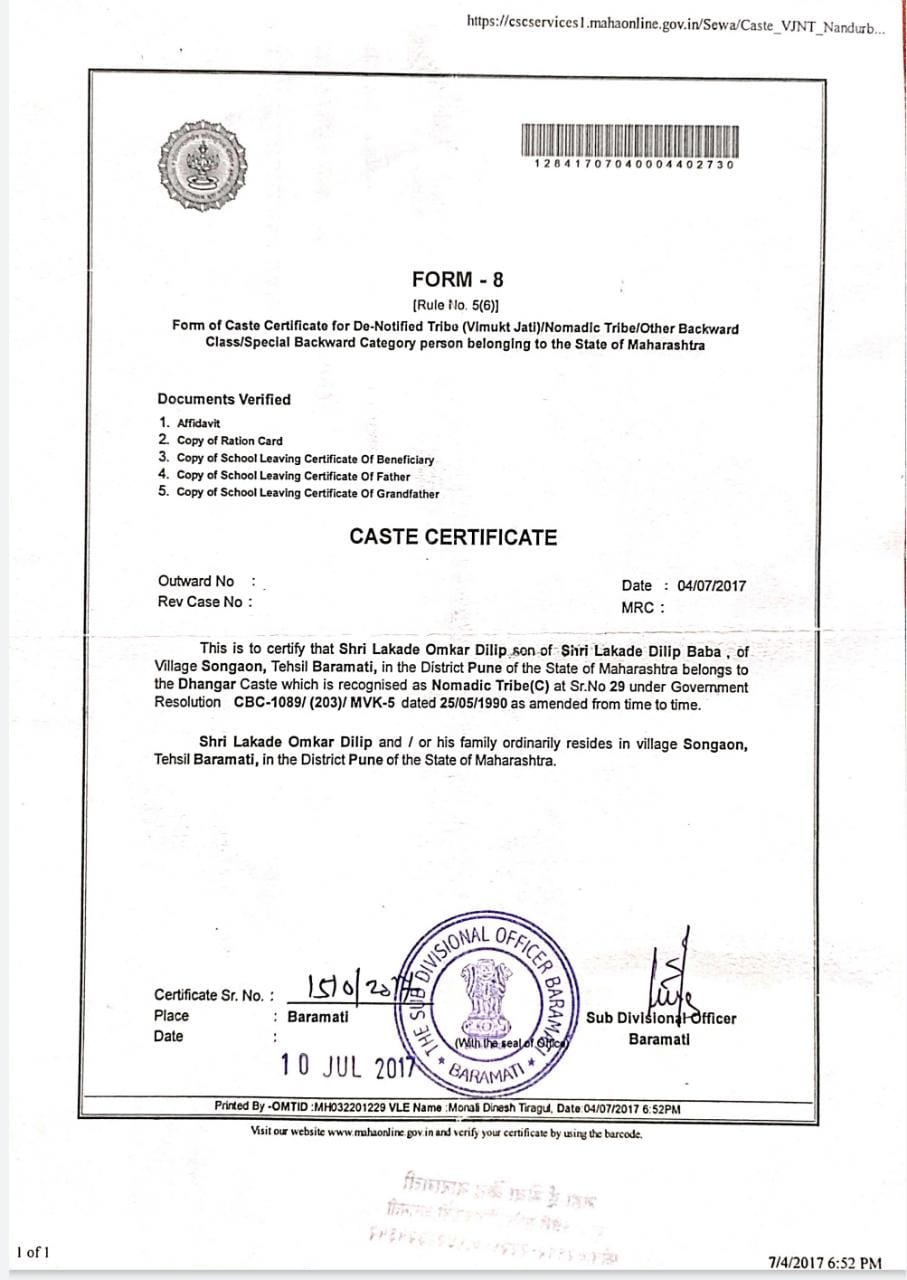 https://cscservices1.mahaonline.gov.in/Sewa/Caste_VJNT_Nandurb...
12841707040004402730
FORM - 8
[Rule No. 5(6)]
Form of Caste Certificate for De-Notified Tribe (Vimukt Jati)/Nomadic Tribe/Other Backward
Class/Special Backward Category person belonging to the State of Maharashtra
Documents Verified
1. Affidavit
2. Copy of Ration Card
3. Copy of School Leaving Certificate Of Beneficiary
4. Copy of School Leaving Certificate Of Father
5. Copy of School Leaving Certificate Of Grandfather
CASTE CERTIFICATE
Outward No :
Date : 04/07/2017
Rev Case No :
MRC :
This is to certify that Shri Lakade Omkar Dilip son of Shri Lakade Dilip Baba , of
Village Songaon, Tehsil Baramati, in the District Pune of the State of Maharashtra belongs to
the Dhangar Caste which is recognised as Nomadic Tribe(C) at Sr.No 29 under Government
Resolution CBC-1089/ (203)/ MVK-5 dated 25/05/1990 as amended from time to time.
Shri Lakade Omkar Dilip and / or his family ordinarily resides in village Songaon,
Tehsil Baramati, in the District Pune of the State of Maharashtra.
THE SUB DIVISIONAL OFFICER BARAMATI
* BARAMATI *
Certificate Sr. No. :
Place : Baramati
Date :
10 JUL 2017
(With the seal of Office)
Sub Divisional Officer
Baramati
Printed By -OMTID :MH032201229 VLE Name :Monali Dinesh Tiragul, Date:04/07/2017 6:52PM
Visit our website www.mahaonline.gov.in and verify your certificate by using the barcode.
1 of 1
7/4/2017 6:52 PM